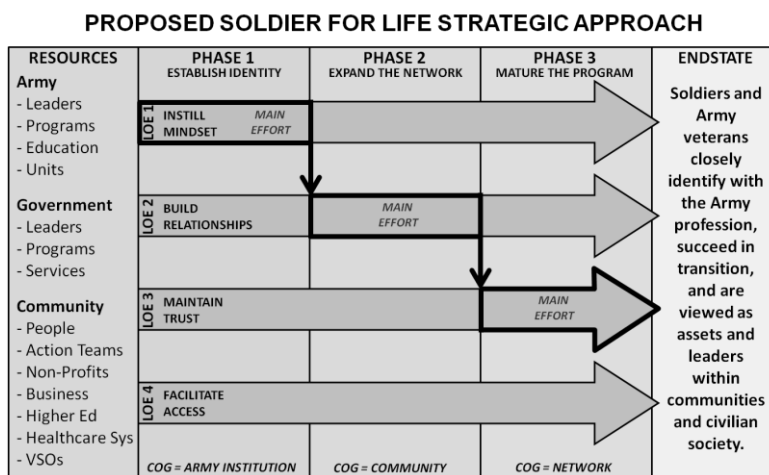 PROPOSED SOLDIER FOR LIFE STRATEGIC APPROACH
RESOURCES
Army
- Leaders
- Programs
- Education
- Units
Government
- Leaders
- Programs
- Services
Community
- People
- Action Teams
- Non-Profits
- Business
- Higher Ed
- Healthcare Sys
- VSOs
PHASE 1
ESTABLISH IDENTITY
PHASE 2
EXPAND THE NETWORK
PHASE 3
MATURE THE PROGRAM
LOE 1
INSTILL
MINDSET
MAIN
EFFORT
LOE 2
BUILD
RELATIONSHIPS
MAIN
EFFORT
LOE 3
MAINTAIN
TRUST
MAIN
EFFORT
LOE 4
FACILITATE
ACCESS
COG = ARMY INSTITUTION
COG = COMMUNITY
COG = NETWORK
ENDSTATE
Soldiers and
Army
veterans
closely
identify with
the Army
profession,
succeed in
transition,
and are
viewed as
assets and
leaders
within
communities
and civilian
society.